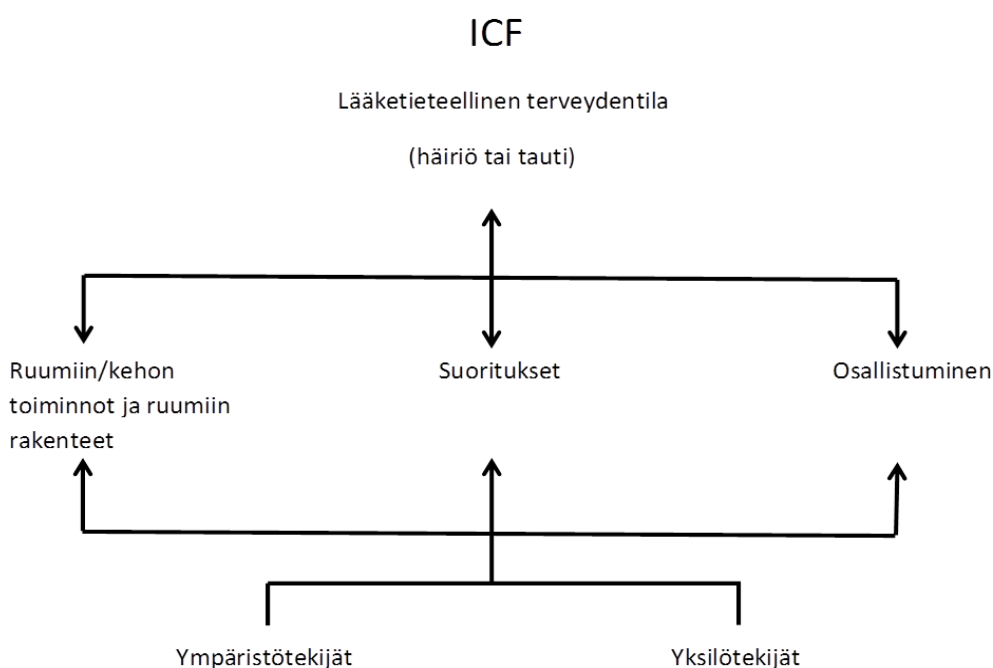 ICF
Lääketieteellinen terveydentila
(häiriö tai tauti)
Ruumiin/kehon
toiminnot ja ruumiin
rakenteet
Suoritukset
Osallistuminen
Ympäristötekijät
Yksilötekijät